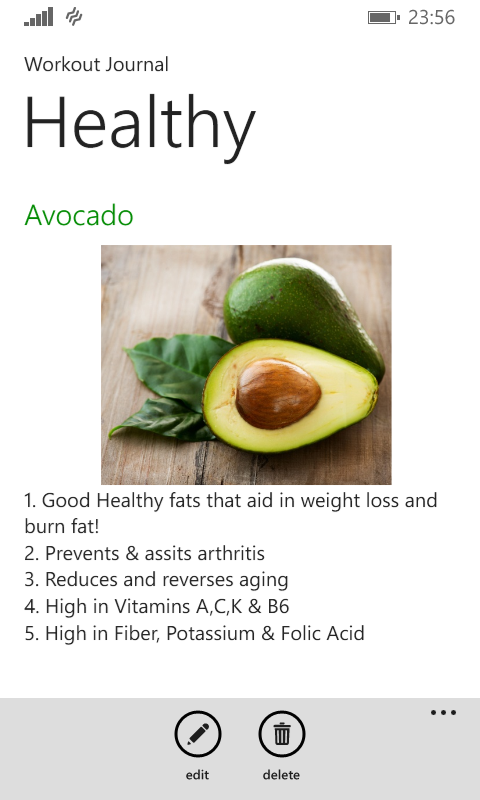 23:56
Workout Journal
Healthy
Avocado
1. Good Healthy fats that aid in weight loss and
burn fat!
2. Prevents & assits arthritis
3. Reduces and reverses aging
4. High in Vitamins A,C,K & B6
5. High in Fiber, Potassium & Folic Acid
edit delete